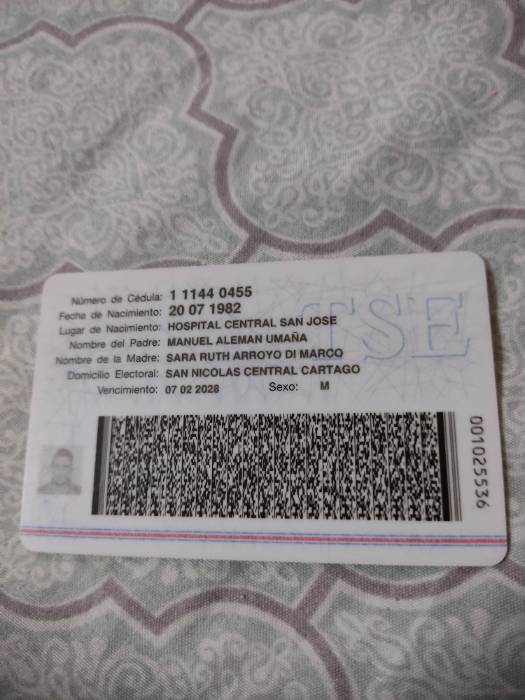 TSE
Número de Cédula: 1 1144 0455
Fecha de Nacimiento: 20 07 1982
Lugar de Nacimiento: HOSPITAL CENTRAL SAN JOSE
Nombre del Padre: MANUEL ALEMAN UMAÑA
Nombre de la Madre: SARA RUTH ARROYO DI MARCO
Domicilio Electoral: SAN NICOLAS CENTRAL CARTAGO
Vencimiento: 07 02 2028 Sexo: M
001025536